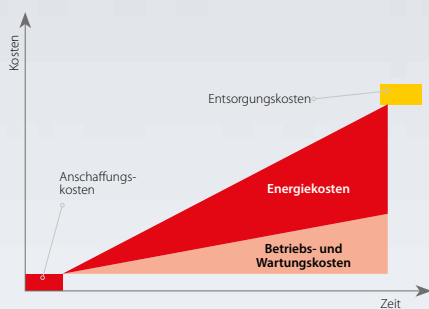 Kosten
Entsorgungskosten
Anschaffungs-
kosten
Energiekosten
Betriebs- und
Wartungskosten
Zeit